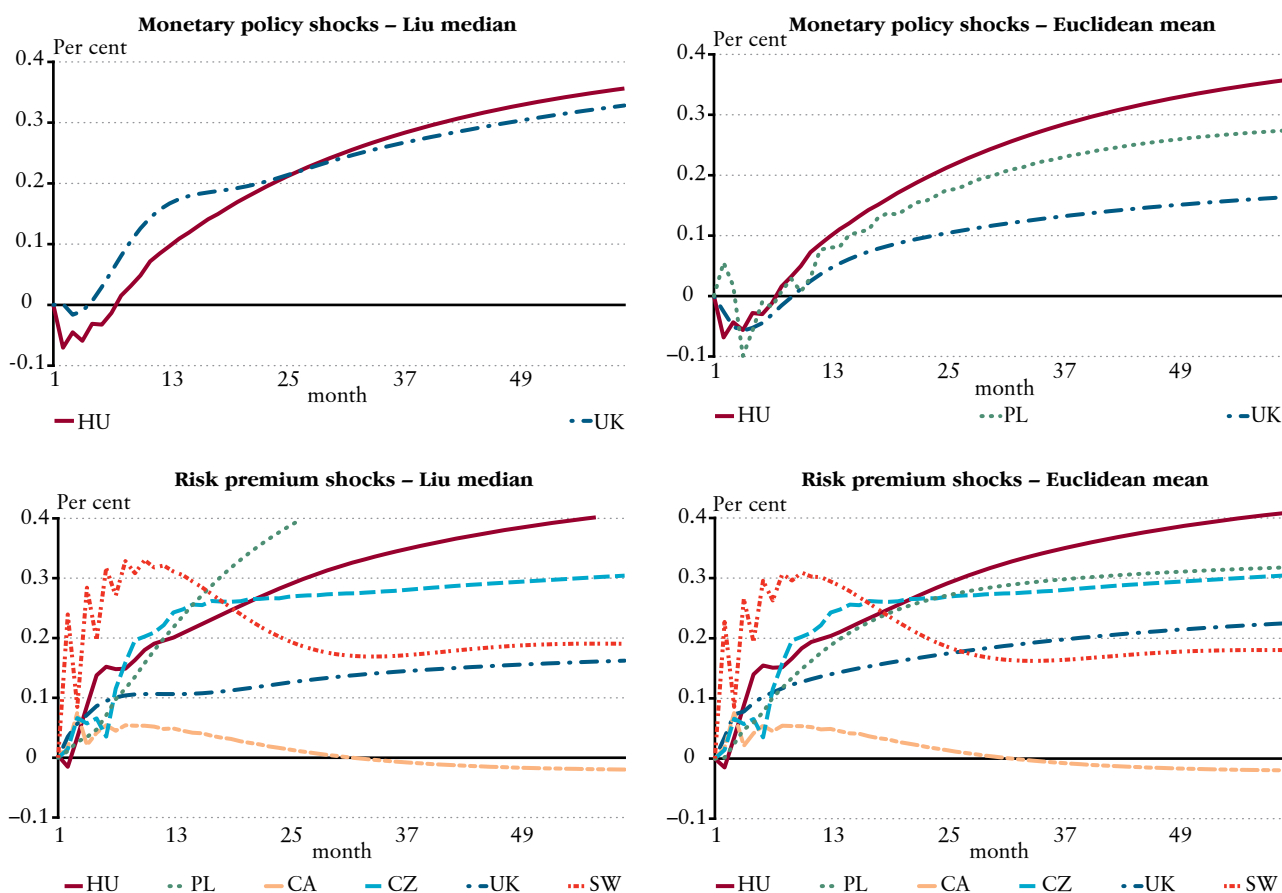 Monetary policy shocks – Liu median
Per cent
0.4
0.3
0.2
0.1
0
-0.1
1 13 25 37 49
month
HU UK
Monetary policy shocks – Euclidean mean
Per cent
0.4
0.3
0.2
0.1
0
−0.1
1 13 25 37 49
month
HU PL UK
Risk premium shocks – Liu median
Per cent
0.4
0.3
0.2
0.1
0
−0.1
1 13 25 37 49
month
HU PL CA CZ UK SW
Risk premium shocks – Euclidean mean
Per cent
0.4
0.3
0.2
0.1
0
−0.1
1 13 25 37 49
month
HU PL CA CZ UK SW